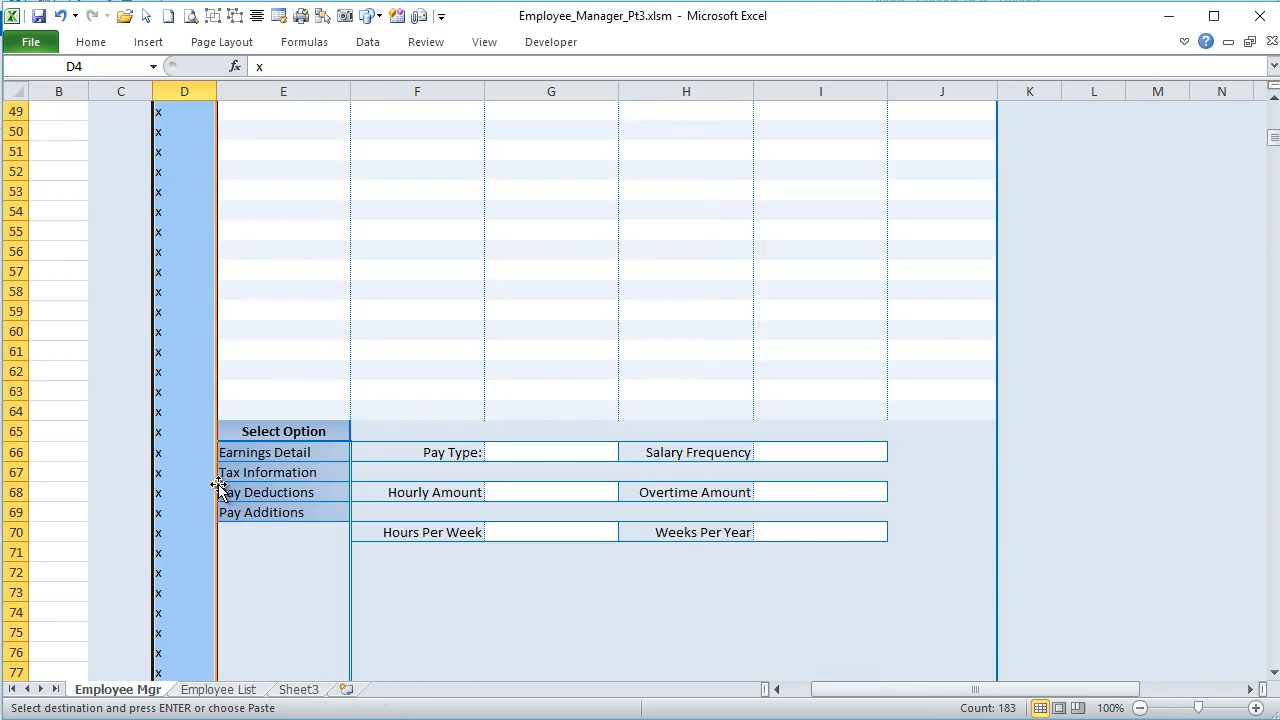 Employee_Manager_Pt3.xlsm - Microsoft Excel
File Home Insert Page Layout Formulas Data Review View Developer
D4 fx x
B C D E F G H I J K L M N
49 x
50 x
51 x
52 x
53 x
54 x
55 x
56 x
57 x
58 x
59 x
60 x
61 x
62 x
63 x
64 x
65 x Select Option
66 x Earnings Detail Pay Type: Salary Frequency
67 x Tax Information
68 x Pay Deductions Hourly Amount Overtime Amount
69 x Pay Additions
70 x Hours Per Week Weeks Per Year
71 x
72 x
73 x
74 x
75 x
76 x
77 x
Employee Mgr Employee List Sheet3
Select destination and press ENTER or choose Paste Count: 183 100%